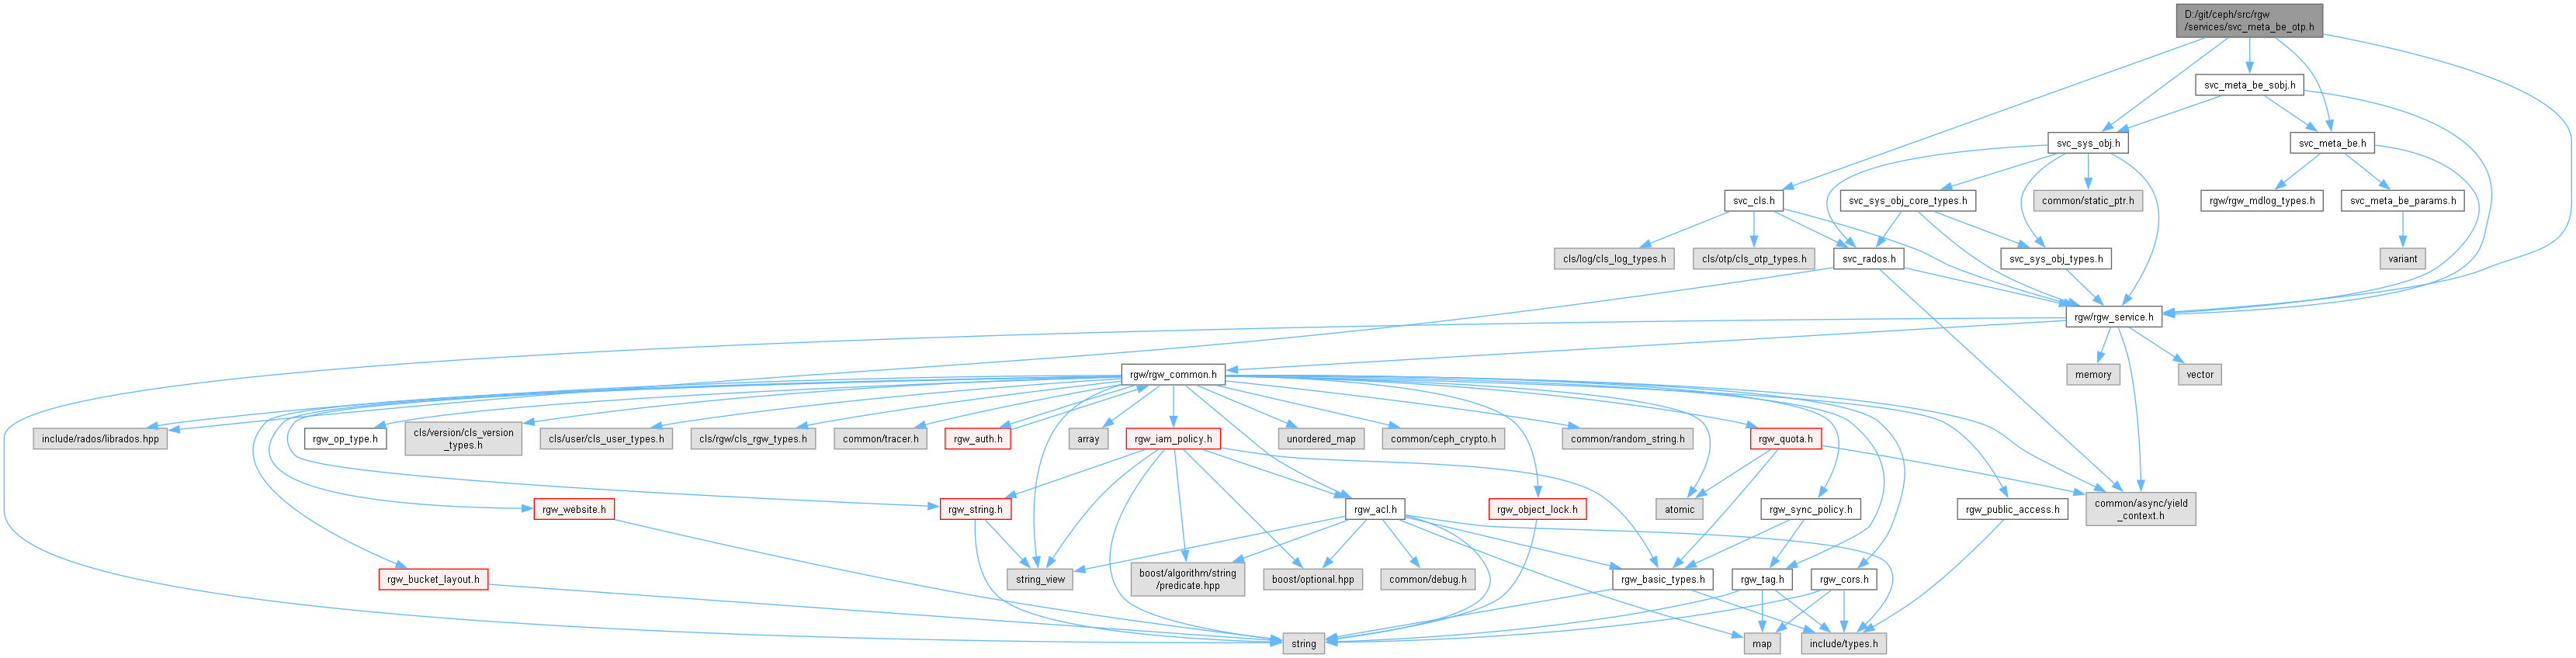 D:/git/ceph/src/rgw
/services/svc_meta_be_otp.h
svc_meta_be_sobj.h
svc_sys_obj.h
svc_meta_be.h
svc_cls.h
svc_sys_obj_core_types.h
common/static_ptr.h
rgw/rgw_mdlog_types.h
svc_meta_be_params.h
cls/log/cls_log_types.h
cls/otp/cls_otp_types.h
svc_rados.h
svc_sys_obj_types.h
variant
rgw/rgw_service.h
rgw/rgw_common.h
memory
vector
include/rados/librados.hpp
rgw_op_type.h
cls/version/cls_version
_types.h
cls/user/cls_user_types.h
cls/rgw/cls_rgw_types.h
common/tracer.h
rgw_auth.h
array
rgw_iam_policy.h
unordered_map
common/ceph_crypto.h
common/random_string.h
rgw_quota.h
rgw_website.h
rgw_string.h
rgw_acl.h
rgw_object_lock.h
atomic
rgw_sync_policy.h
rgw_public_access.h
common/async/yield
_context.h
rgw_bucket_layout.h
string_view
boost/algorithm/string
/predicate.hpp
boost/optional.hpp
common/debug.h
rgw_basic_types.h
rgw_tag.h
rgw_cors.h
string
map
include/types.h